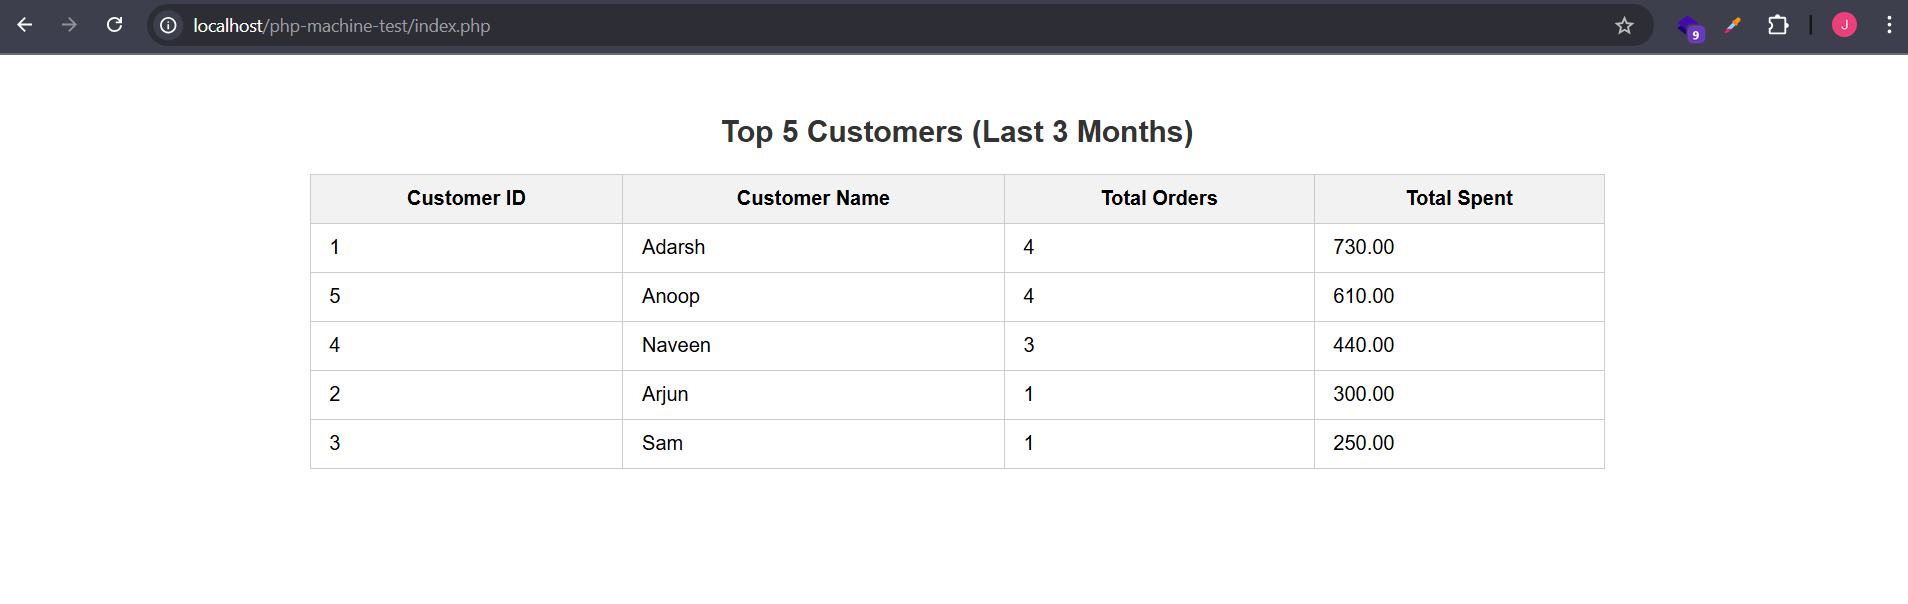 localhost/php-machine-test/index.php
9
J
Top 5 Customers (Last 3 Months)
Customer ID Customer Name Total Orders Total Spent
1 Adarsh 4 730.00
5 Anoop 4 610.00
4 Naveen 3 440.00
2 Arjun 1 300.00
3 Sam 1 250.00